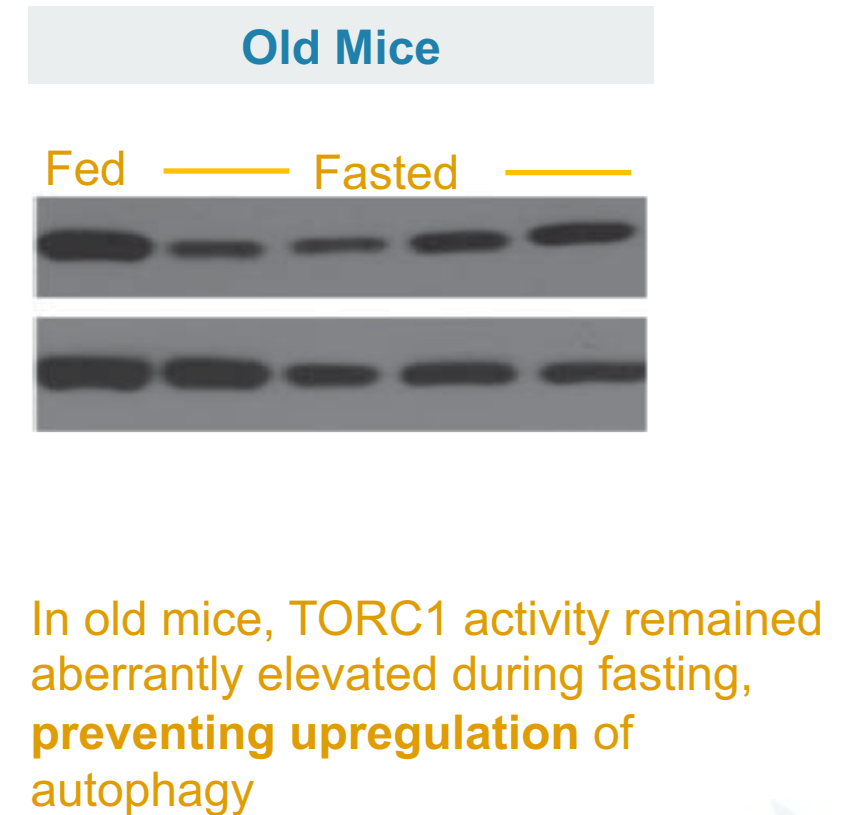 Old Mice
Fed Fasted
In old mice, TORC1 activity remained
aberrantly elevated during fasting,
preventing upregulation of
autophagy